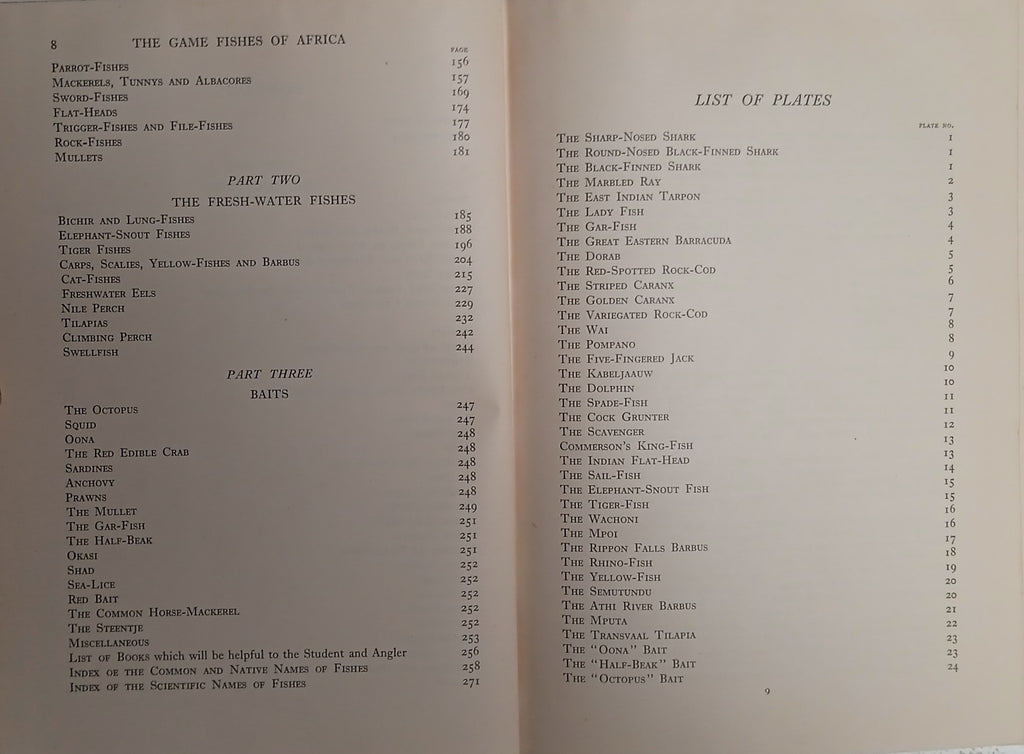 8 THE GAME FISHES OF AFRICA
PAGE
PARROT-FISHES 156
MACKERELS, TUNNYS AND ALBACORES 157
SWORD-FISHES 169
FLAT-HEADS 174
TRIGGER-FISHES AND FILE-FISHES 177
ROCK-FISHES 180
MULLETS 181
PART TWO
THE FRESH-WATER FISHES
BICHIR AND LUNG-FISHES 185
ELEPHANT-SNOUT FISHES 188
TIGER FISHES 196
CARPS, SCALIES, YELLOW-FISHES AND BARBUS 204
CAT-FISHES 215
FRESHWATER EELS 227
NILE PERCH 229
TILAPIAS 232
CLIMBING PERCH 242
SWELLFISH 244
PART THREE
BAITS
THE OCTOPUS 247
SQUID 247
OONA 248
THE RED EDIBLE CRAB 248
SARDINES 248
ANCHOVY 248
PRAWNS 248
THE MULLET 249
THE GAR-FISH 251
THE HALF-BEAK 251
OKASI 251
SHAD 252
SEA-LICE 252
RED BAIT 252
THE COMMON HORSE-MACKEREL 252
THE STEENTJE 252
MISCELLANEOUS 253
LIST OF BOOKS which will be helpful to the Student and Angler 256
INDEX OF THE COMMON AND NATIVE NAMES OF FISHES 258
INDEX OF THE SCIENTIFIC NAMES OF FISHES 271
LIST OF PLATES
PLATE NO.
THE SHARP-NOSED SHARK 1
THE ROUND-NOSED BLACK-FINNED SHARK 1
THE BLACK-FINNED SHARK 1
THE MARBLED RAY 2
THE EAST INDIAN TARPON 3
THE LADY FISH 3
THE GAR-FISH 4
THE GREAT EASTERN BARRACUDA 4
THE DORAB 5
THE RED-SPOTTED ROCK-COD 5
THE STRIPED CARANX 6
THE GOLDEN CARANX 7
THE VARIEGATED ROCK-COD 7
THE WAI 8
THE POMPANO 8
THE FIVE-FINGERED JACK 9
THE KABELJAAUW 10
THE DOLPHIN 10
THE SPADE-FISH 11
THE COCK GRUNTER 11
THE SCAVENGER 12
COMMERSON'S KING-FISH 13
THE INDIAN FLAT-HEAD 13
THE SAIL-FISH 14
THE ELEPHANT-SNOUT FISH 15
THE TIGER-FISH 15
THE WACHONI 16
THE MPOI 16
THE RIPPON FALLS BARBUS 17
THE RHINO-FISH 18
THE YELLOW-FISH 19
THE SEMUTUNDU 20
THE ATHI RIVER BARBUS 20
THE MPUTA 21
THE TRANSVAAL TILAPIA 22
THE "OONA" BAIT 23
THE "HALF-BEAK" BAIT 23
THE "OCTOPUS" BAIT 24
9